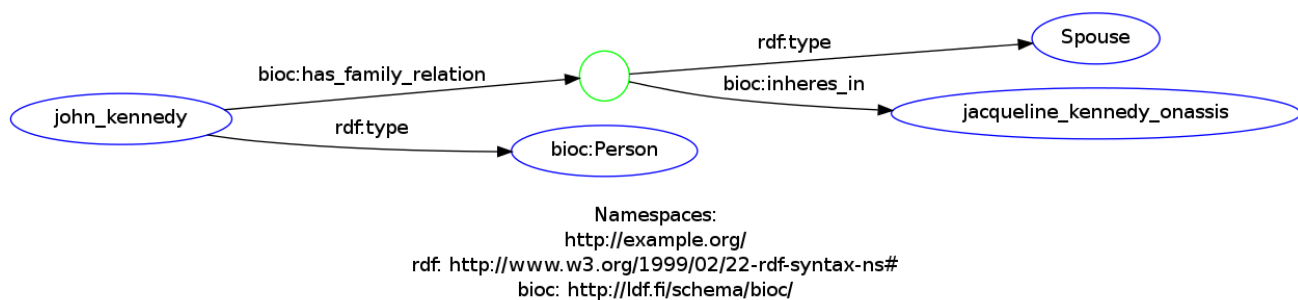 rdf:type
Spouse
bioc:has_family_relation
bioc:inheres_in
john_kennedy
jacqueline_kennedy_onassis
rdf:type
bioc:Person
Namespaces:
http://example.org/
rdf: http://www.w3.org/1999/02/22-rdf-syntax-ns#
bioc: http://ldf.fi/schema/bioc/